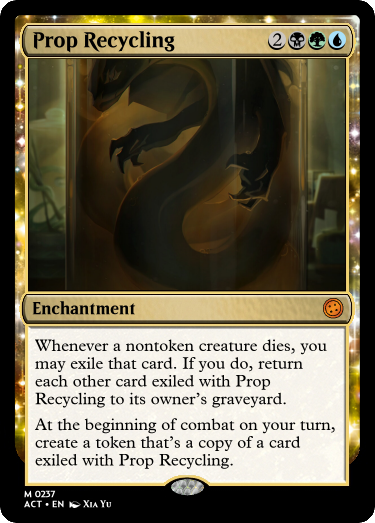 Prop Recycling 2
Enchantment
Whenever a nontoken creature dies, you
may exile that card. If you do, return
each other card exiled with Prop
Recycling to its owner's graveyard.
At the beginning of combat on your turn,
create a token that's a copy of a card
exiled with Prop Recycling.
M 0237
ACT • EN Xia Yu